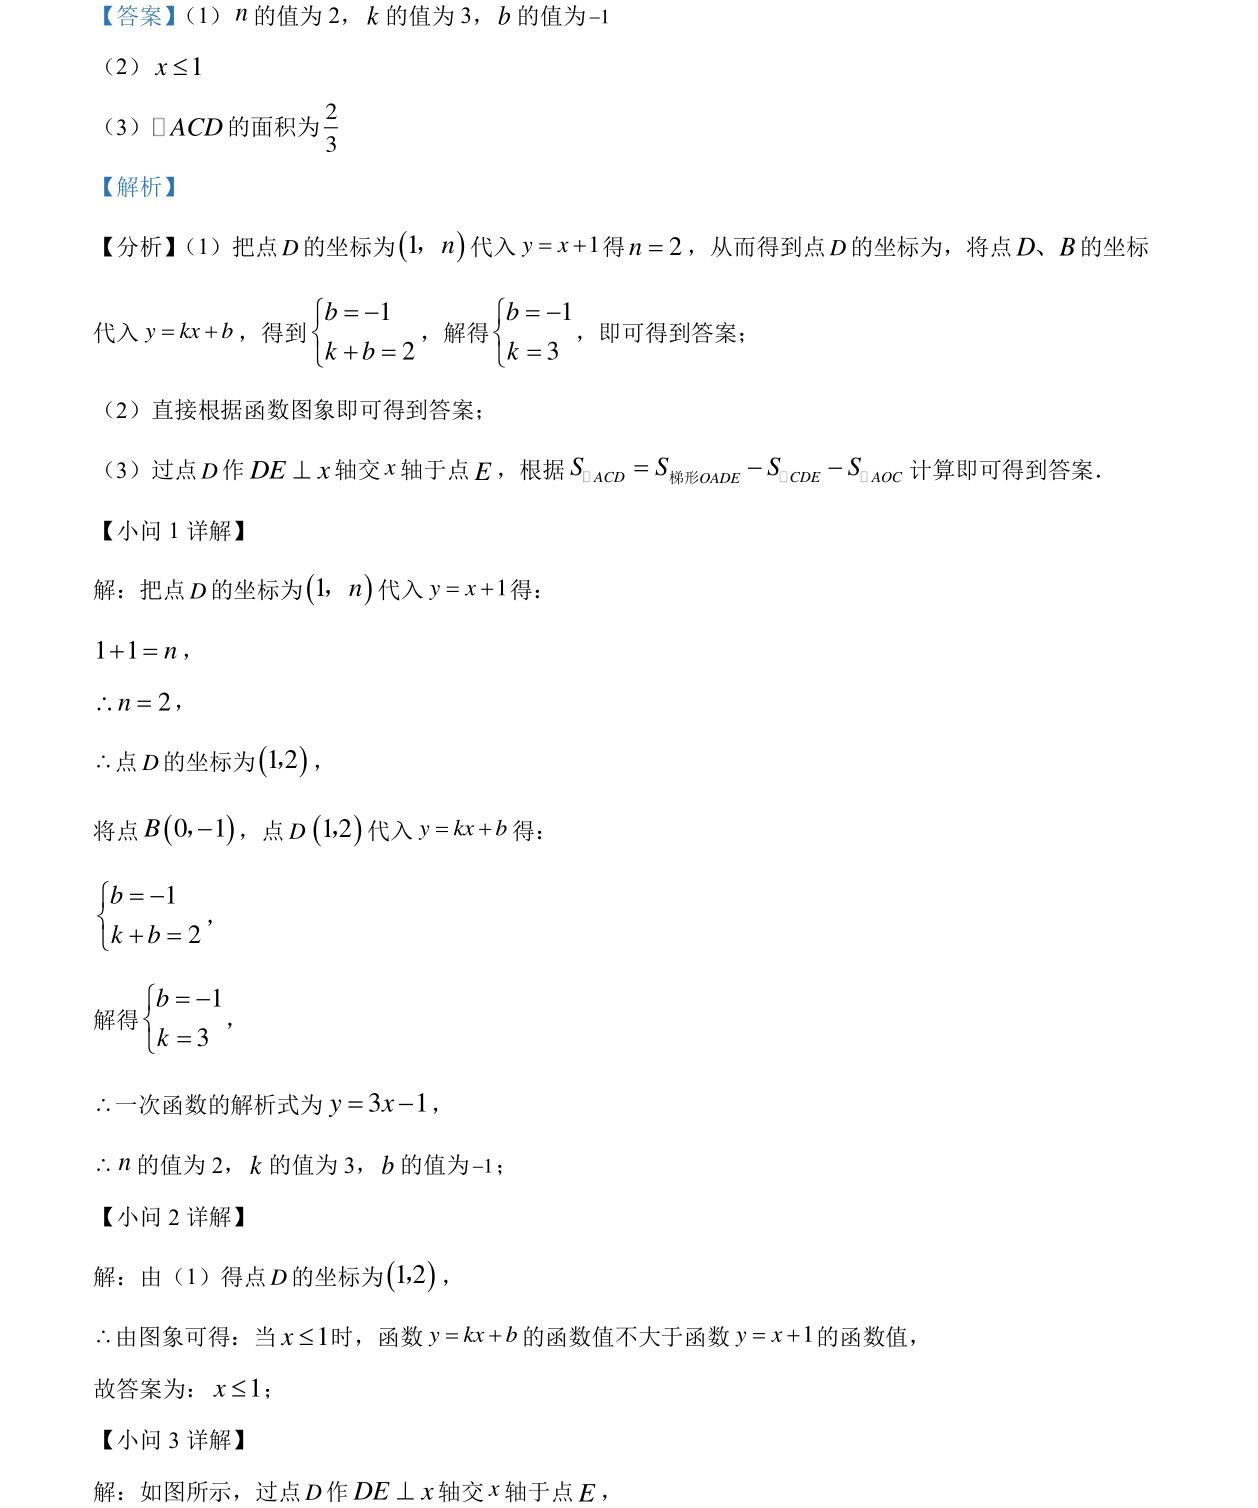 【答案】（1）n 的值为 2，k 的值为 3，b 的值为 −1
（2）x ≤ 1
（3）□ACD 的面积为 2/3
【解析】
【分析】（1）把点 D 的坐标为 (1，n) 代入 y = x + 1 得 n = 2，从而得到点 D 的坐标为，将点 D、B 的坐标
代入 y = kx + b，得到 {b = −1, k + b = 2，解得 {b = −1, k = 3，即可得到答案；
（2）直接根据函数图象即可得到答案；
（3）过点 D 作 DE ⊥ x 轴交 x 轴于点 E，根据 S□ACD = S梯形OADE − S□CDE − S□AOC 计算即可得到答案．
【小问 1 详解】
解：把点 D 的坐标为 (1，n) 代入 y = x + 1 得：
1 + 1 = n，
∴ n = 2，
∴点 D 的坐标为 (1,2)，
将点 B(0,−1)，点 D (1,2) 代入 y = kx + b 得：
{b = −1
k + b = 2，
解得 {b = −1
k = 3，
∴一次函数的解析式为 y = 3x − 1，
∴ n 的值为 2，k 的值为 3，b 的值为 −1；
【小问 2 详解】
解：由（1）得点 D 的坐标为 (1,2)，
∴由图象可得：当 x ≤ 1 时，函数 y = kx + b 的函数值不大于函数 y = x + 1 的函数值，
故答案为：x ≤ 1；
【小问 3 详解】
解：如图所示，过点 D 作 DE ⊥ x 轴交 x 轴于点 E，